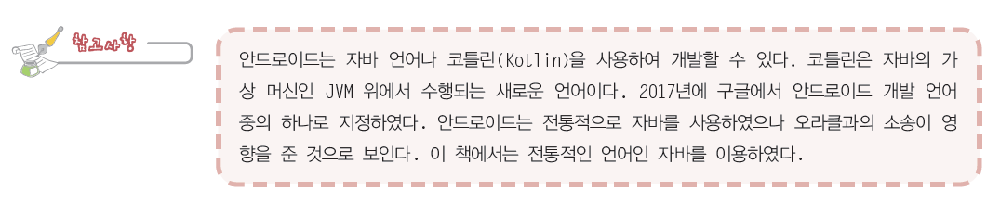 참고사항
안드로이드는 자바 언어나 코틀린(Kotlin)을 사용하여 개발할 수 있다. 코틀린은 자바의 가
상 머신인 JVM 위에서 수행되는 새로운 언어이다. 2017년에 구글에서 안드로이드 개발 언어
중의 하나로 지정하였다. 안드로이드는 전통적으로 자바를 사용하였으나 오라클과의 소송이 영
향을 준 것으로 보인다. 이 책에서는 전통적인 언어인 자바를 이용하였다.